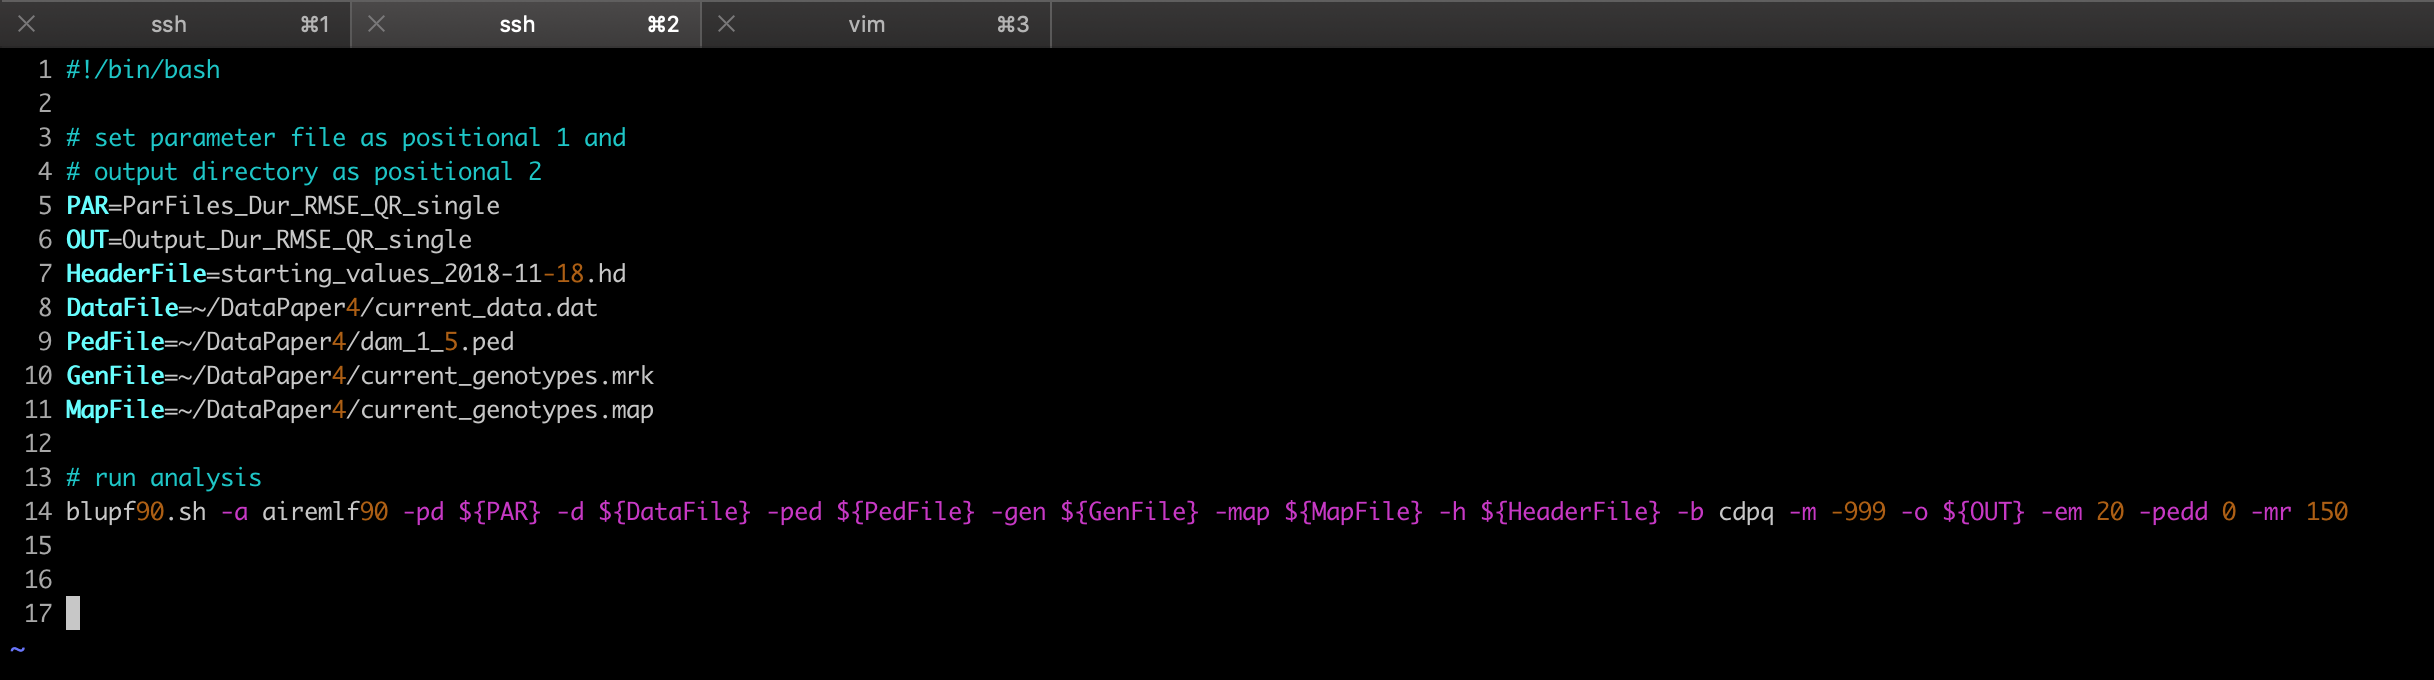 ssh ⌘1 ssh ⌘2 vim ⌘3
1 #!/bin/bash
2
3 # set parameter file as positional 1 and
4 # output directory as positional 2
5 PAR=ParFiles_Dur_RMSE_QR_single
6 OUT=Output_Dur_RMSE_QR_single
7 HeaderFile=starting_values_2018-11-18.hd
8 DataFile=~/DataPaper4/current_data.dat
9 PedFile=~/DataPaper4/dam_1_5.ped
10 GenFile=~/DataPaper4/current_genotypes.mrk
11 MapFile=~/DataPaper4/current_genotypes.map
12
13 # run analysis
14 blupf90.sh -a airemlf90 -pd ${PAR} -d ${DataFile} -ped ${PedFile} -gen ${GenFile} -map ${MapFile} -h ${HeaderFile} -b cdpq -m -999 -o ${OUT} -em 20 -pedd 0 -mr 150
15
16
17
~